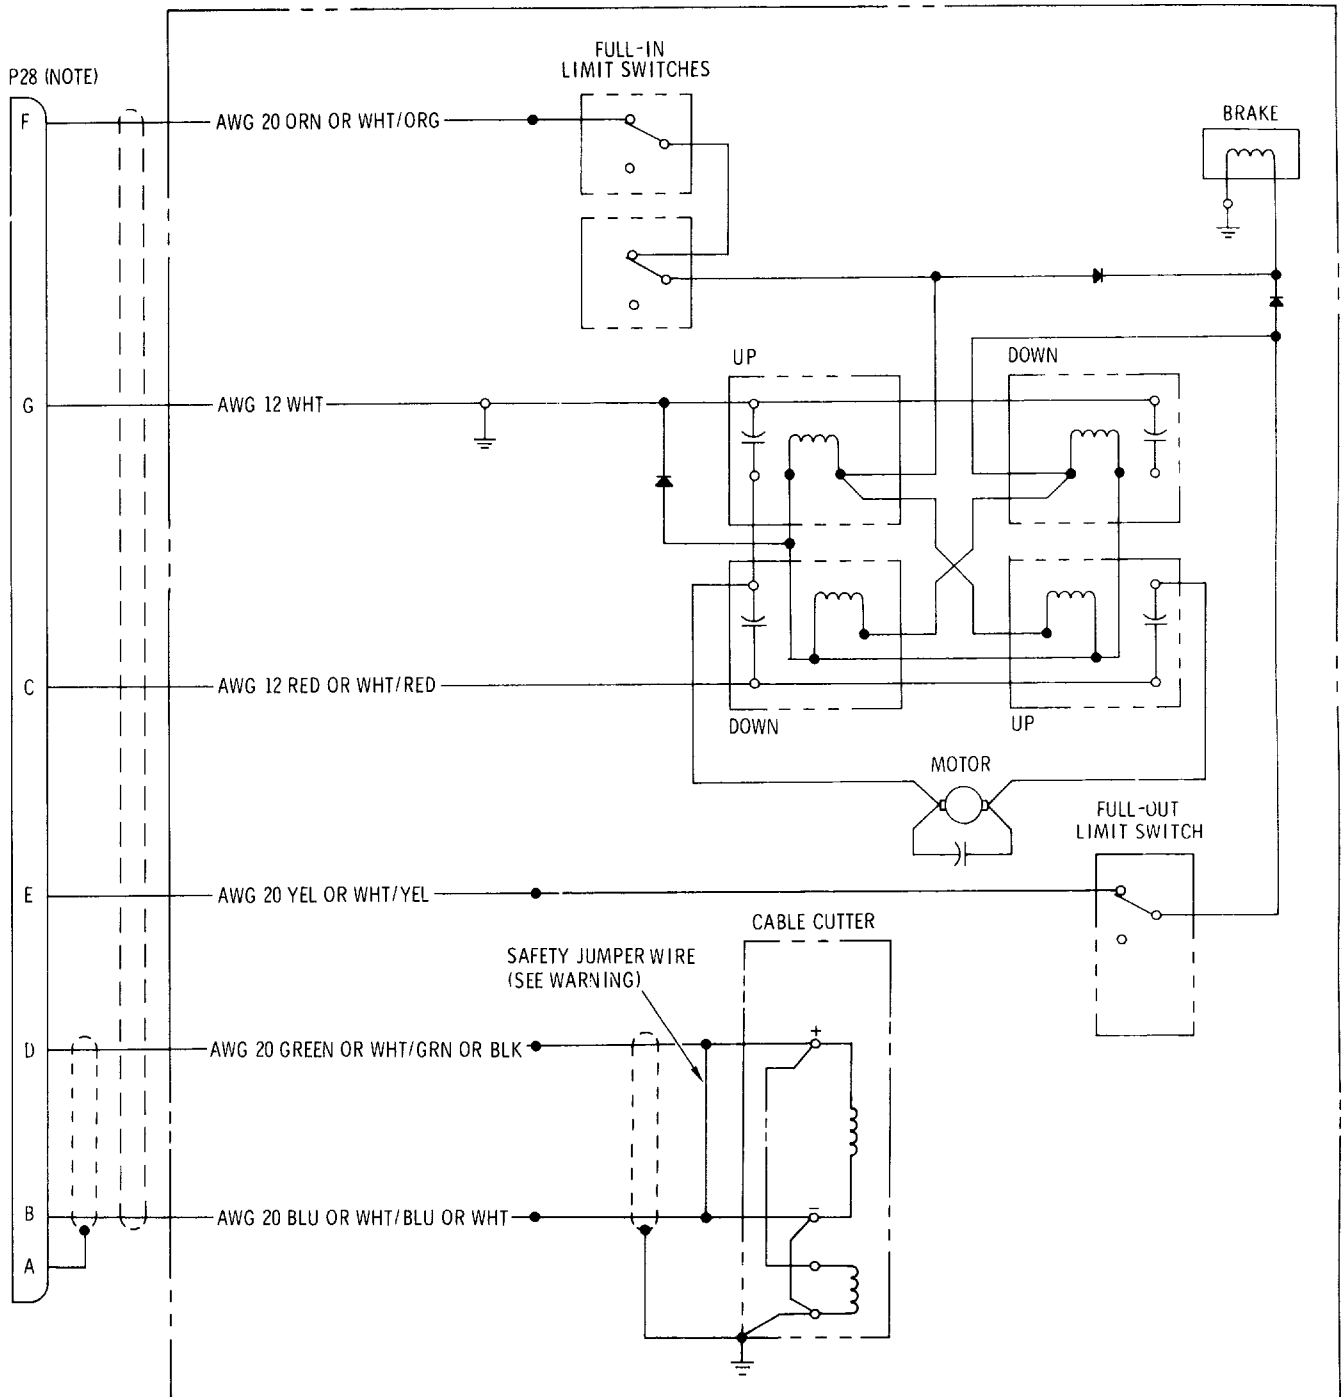 FULL-IN
LIMIT SWITCHES
P28 (NOTE)
F
AWG 20 ORN OR WHT/ORG
BRAKE
UP
DOWN
G
AWG 12 WHT
C
AWG 12 RED OR WHT/RED
DOWN
UP
MOTOR
FULL-OUT
LIMIT SWITCH
E
AWG 20 YEL OR WHT/YEL
CABLE CUTTER
SAFETY JUMPER WIRE
(SEE WARNING)
+
D
AWG 20 GREEN OR WHT/GRN OR BLK
B
AWG 20 BLU OR WHT/BLU OR WHT
–
A